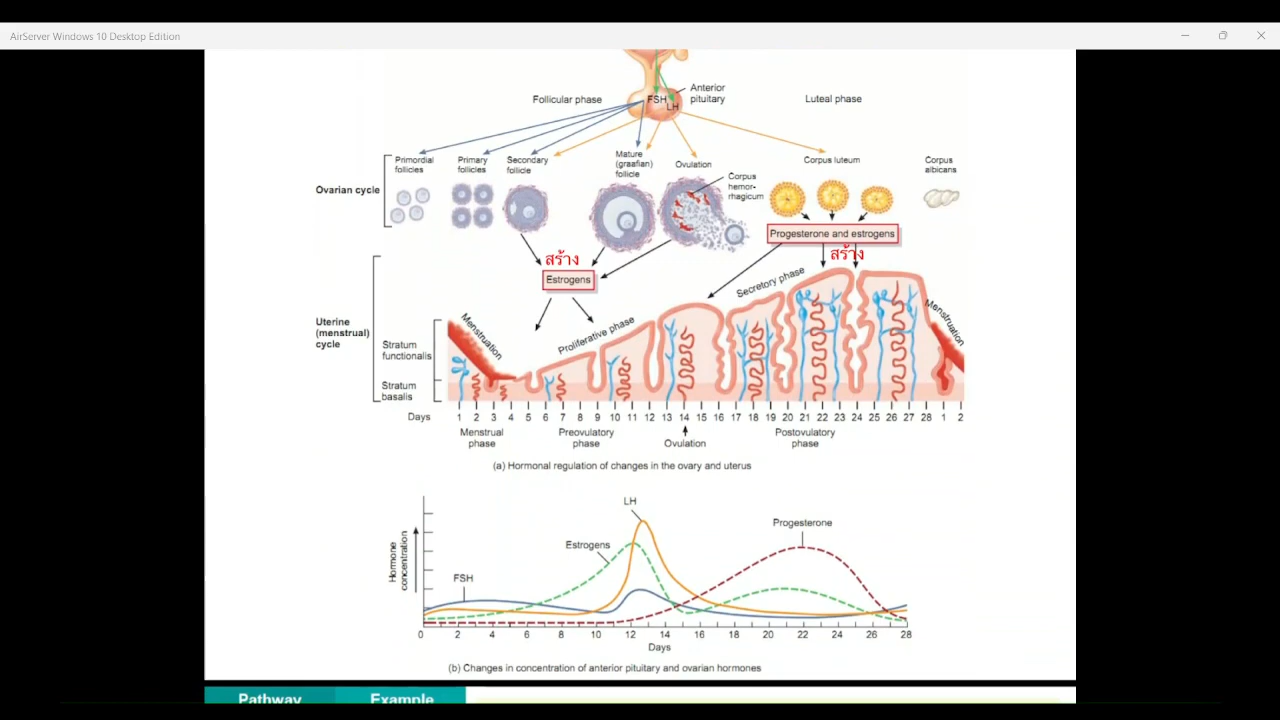 AirServer Windows 10 Desktop Edition
Follicular phase
FSH
LH
Anterior
pituitary
Luteal phase
Primordial
follicles
Primary
follicles
Secondary
follicle
Mature
(graafian)
follicle
Ovulation
Corpus
hemor-
rhagicum
Corpus luteum
Corpus
albicans
Ovarian cycle
Progesterone and estrogens
สร้าง
สร้าง
Estrogens
Secretory phase
Proliferative phase
Menstruation
Menstruation
Uterine
(menstrual)
cycle
Stratum
functionalis
Stratum
basalis
Days
1 2 3 4 5 6 7 8 9 10 11 12 13 14 15 16 17 18 19 20 21 22 23 24 25 26 27 28 1 2
Menstrual
phase
Preovulatory
phase
Ovulation
Postovulatory
phase
(a) Hormonal regulation of changes in the ovary and uterus
LH
Progesterone
Estrogens
FSH
Hormone
concentration
0 2 4 6 8 10 12 14 16 18 20 22 24 26 28
Days
(b) Changes in concentration of anterior pituitary and ovarian hormones
Pathway Example